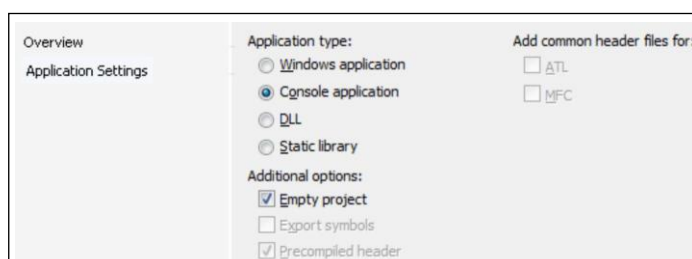 Overview
Application Settings
Application type:
Windows application
Console application
DLL
Static library
Additional options:
Empty project
Export symbols
Precompiled header
Add common header files for:
ATL
MFC